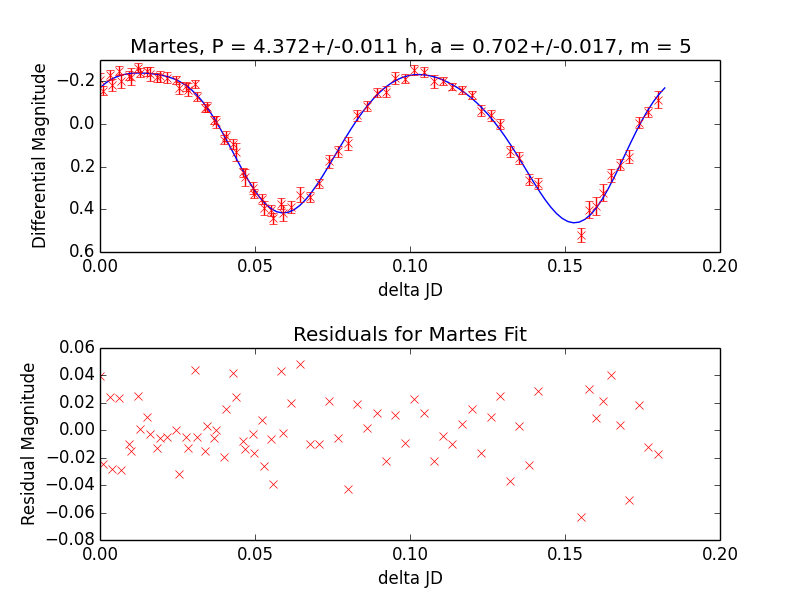 Martes, P = 4.372+/-0.011 h, a = 0.702+/-0.017, m = 5
Differential Magnitude
−0.2
0.0
0.2
0.4
0.6
0.00 0.05 0.10 0.15 0.20
delta JD
Residuals for Martes Fit
Residual Magnitude
0.06
0.04
0.02
0.00
−0.02
−0.04
−0.06
−0.08
0.00 0.05 0.10 0.15 0.20
delta JD